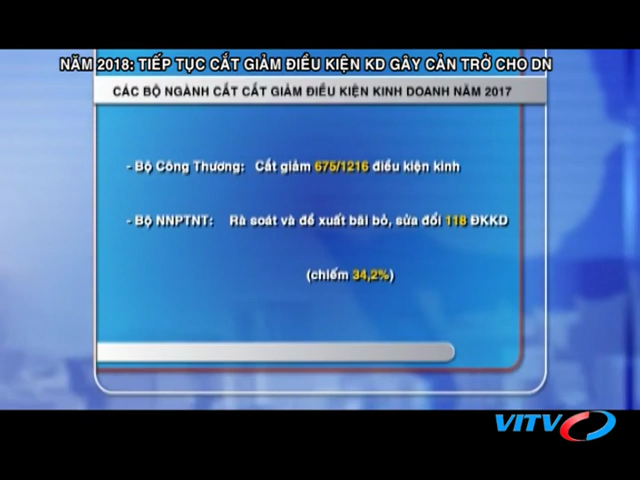 NĂM 2018: TIẾP TỤC CẮT GIẢM ĐIỀU KIỆN KD GÂY CẢN TRỞ CHO DN
CÁC BỘ NGÀNH CẮT CẮT GIẢM ĐIỀU KIỆN KINH DOANH NĂM 2017
- Bộ Công Thương: Cắt giảm 675/1216 điều kiện kinh
- Bộ NNPTNT: Rà soát và đề xuất bãi bỏ, sửa đổi 118 ĐKKD
(chiếm 34,2%)
VITV